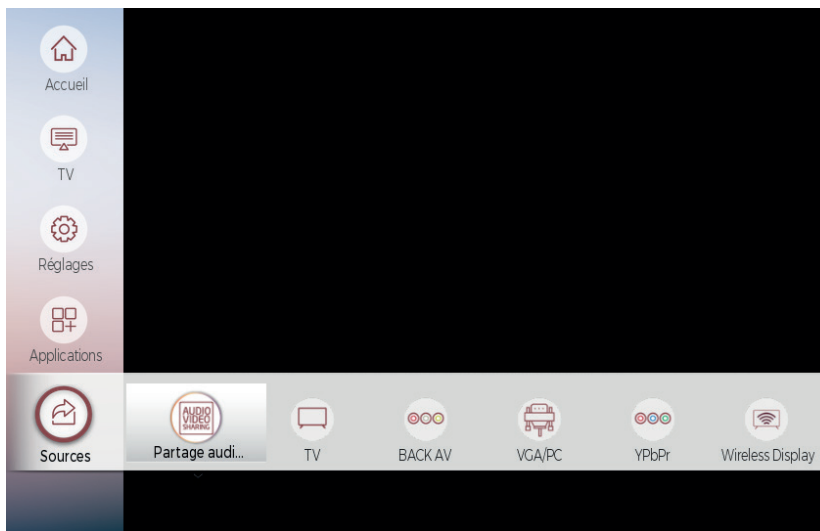 Accueil
TV
Réglages
Applications
Sources
AUDIO
VIDEO
SHARING
Partage audi...
TV
BACK AV
VGA/PC
YPbPr
Wireless Display